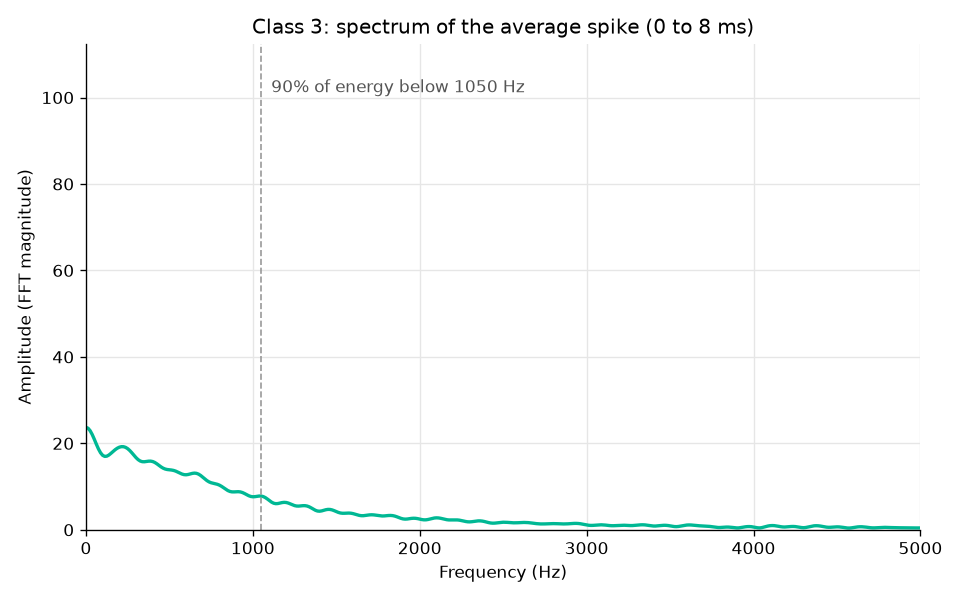 Class 3: spectrum of the average spike (0 to 8 ms)
90% of energy below 1050 Hz
100
80
60
40
20
0
Amplitude (FFT magnitude)
0 1000 2000 3000 4000 5000
Frequency (Hz)